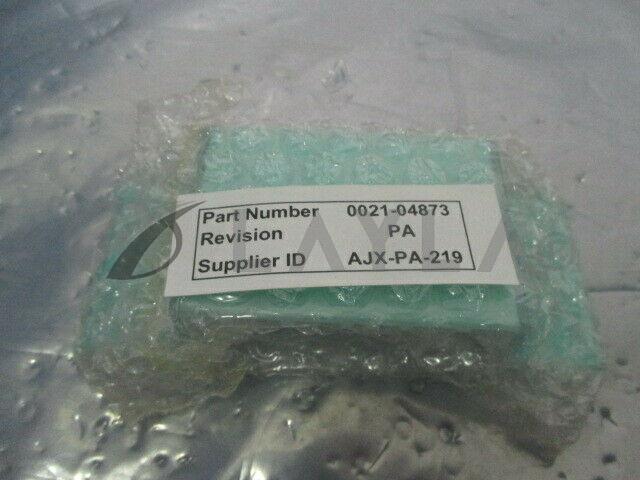 Part Number 0021-04873
Revision PA
Supplier ID AJX-PA-219